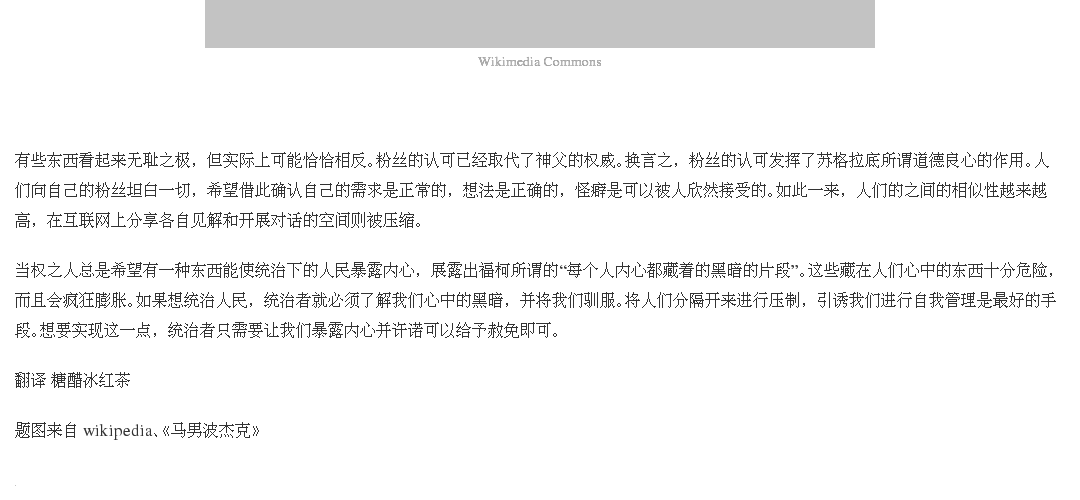 Wikimedia Commons
有些东西看起来无耻之极，但实际上可能恰恰相反。粉丝的认可已经取代了神父的权威。换言之，粉丝的认可发挥了苏格拉底所谓道德良心的作用。人
们向自己的粉丝坦白一切，希望借此确认自己的需求是正常的，想法是正确的，怪癖是可以被人欣然接受的。如此一来，人们的之间的相似性越来越
高，在互联网上分享各自见解和开展对话的空间则被压缩。
当权之人总是希望有一种东西能使统治下的人民暴露内心，展露出福柯所谓的“每个人内心都藏着的黑暗的片段”。这些藏在人们心中的东西十分危险，
而且会疯狂膨胀。如果想统治人民，统治者就必须了解我们心中的黑暗，并将我们驯服。将人们分隔开来进行压制，引诱我们进行自我管理是最好的手
段。想要实现这一点，统治者只需要让我们暴露内心并许诺可以给予赦免即可。
翻译 糖醋冰红茶
题图来自 wikipedia、《马男波杰克》